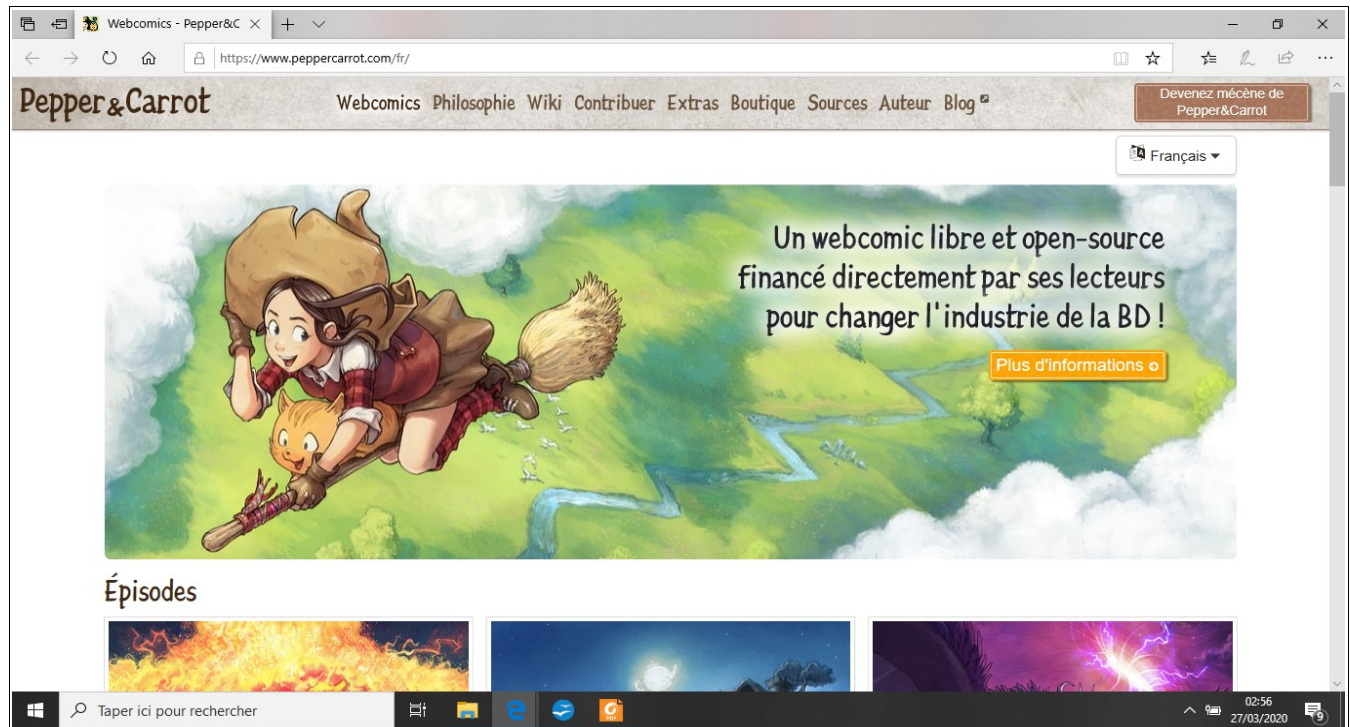 Webcomics - Pepper&C
https://www.peppercarrot.com/fr/
Pepper&Carrot
Webcomics Philosophie Wiki Contribuer Extras Boutique Sources Auteur Blog
Devenez mécène de
Pepper&Carrot
Français
Un webcomic libre et open-source
financé directement par ses lecteurs
pour changer l'industrie de la BD !
Plus d'informations
Épisodes
Taper ici pour rechercher
02:56
27/03/2020
9